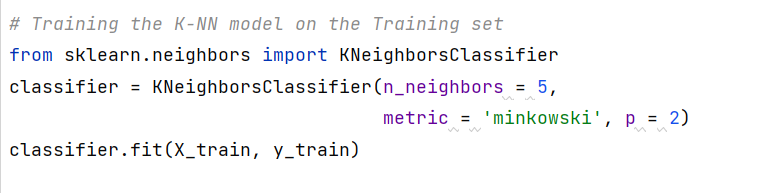 # Training the K-NN model on the Training set
from sklearn.neighbors import KNeighborsClassifier
classifier = KNeighborsClassifier(n_neighbors = 5,
metric = 'minkowski', p = 2)
classifier.fit(X_train, y_train)